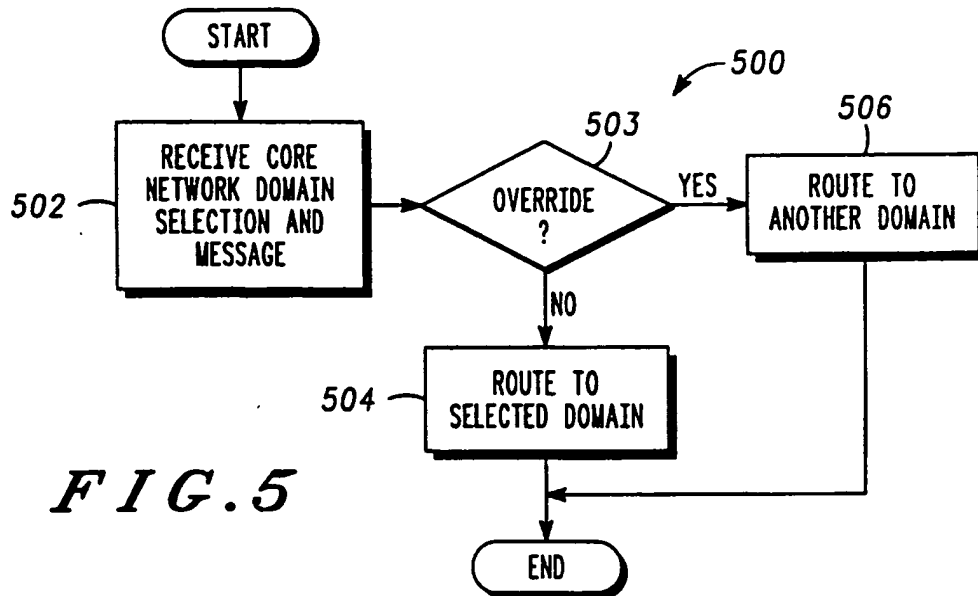 START
500
502
RECEIVE CORE
NETWORK DOMAIN
SELECTION AND
MESSAGE
503
OVERRIDE
?
YES
506
ROUTE TO
ANOTHER DOMAIN
NO
504
ROUTE TO
SELECTED DOMAIN
FIG.5
END